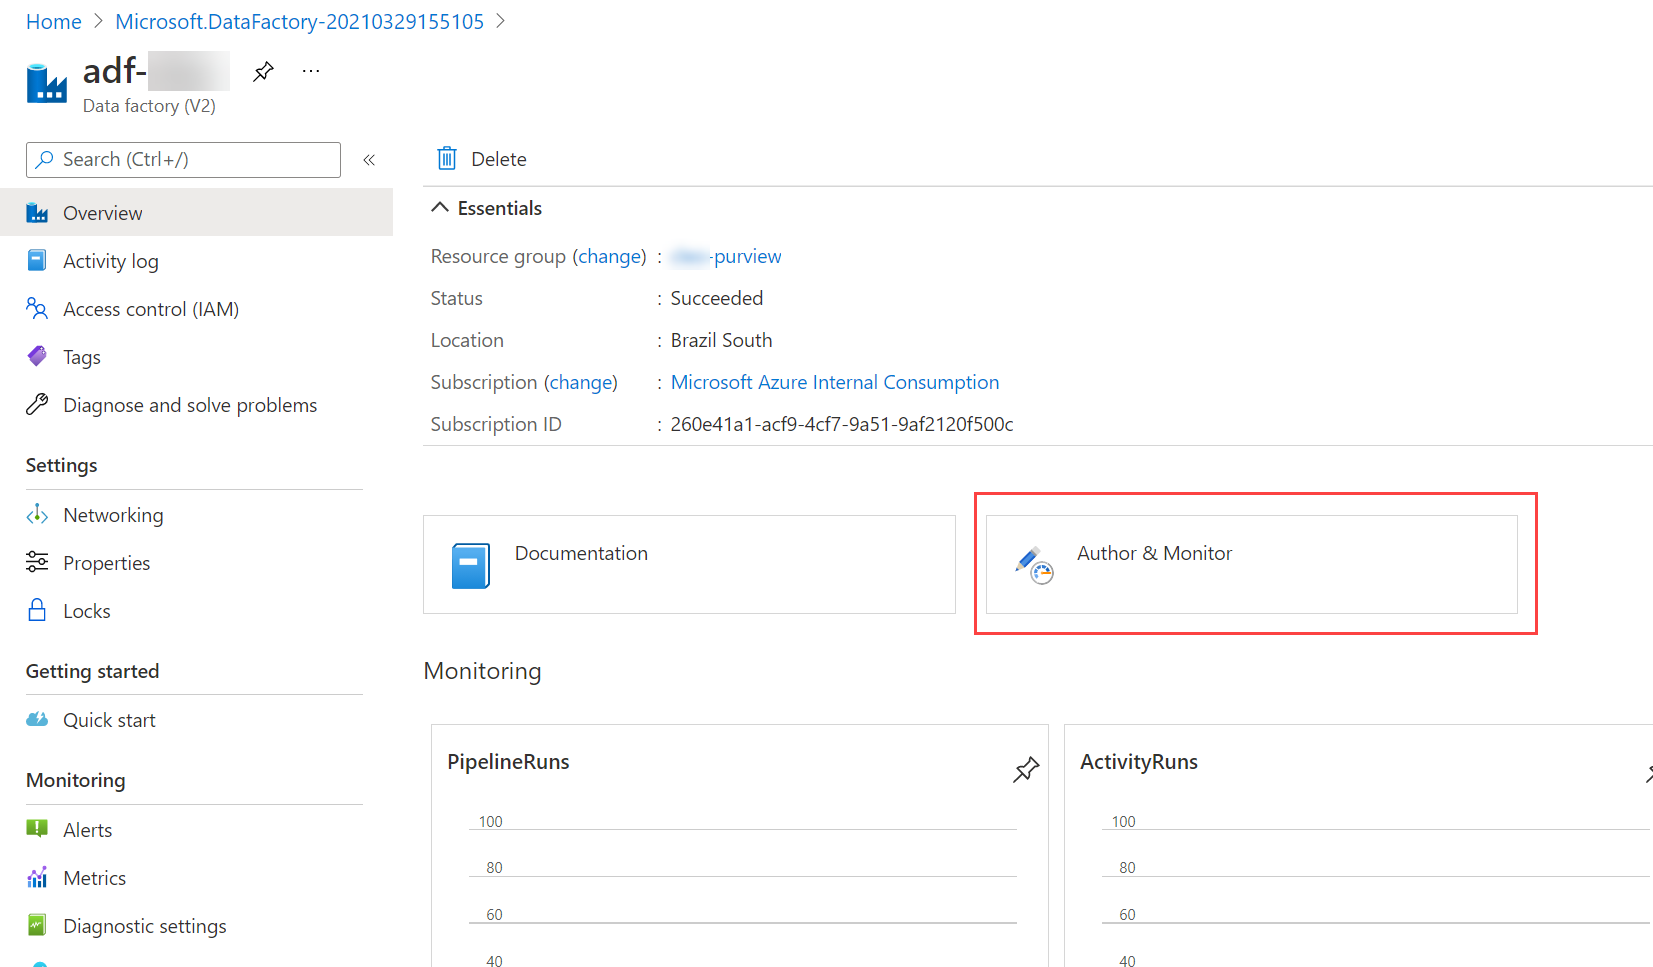 Home > Microsoft.DataFactory-20210329155105 >
adf-
Data factory (V2)
Search (Ctrl+/)
«
Overview
Activity log
Access control (IAM)
Tags
Diagnose and solve problems
Settings
Networking
Properties
Locks
Getting started
Quick start
Monitoring
Alerts
Metrics
Diagnostic settings
Delete
Essentials
Resource group (change) : -purview
Status : Succeeded
Location : Brazil South
Subscription (change) : Microsoft Azure Internal Consumption
Subscription ID : 260e41a1-acf9-4cf7-9a51-9af2120f500c
Documentation
Author & Monitor
Monitoring
PipelineRuns
100
80
60
40
ActivityRuns
100
80
60
40